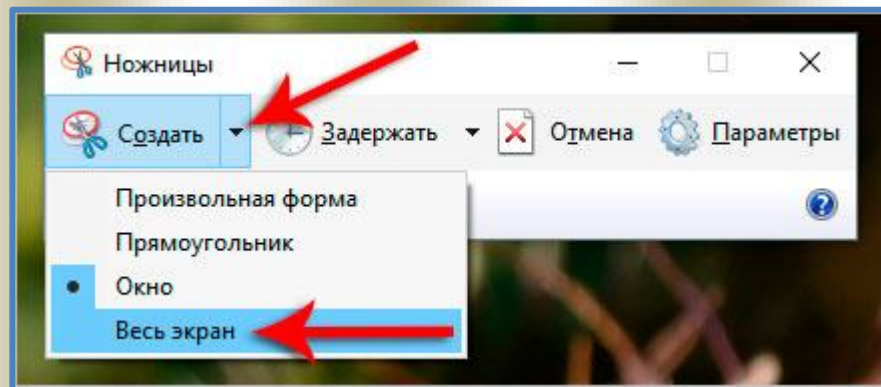 Ножницы
Создать Задержать Отмена Параметры
Произвольная форма
Прямоугольник
Окно
Весь экран